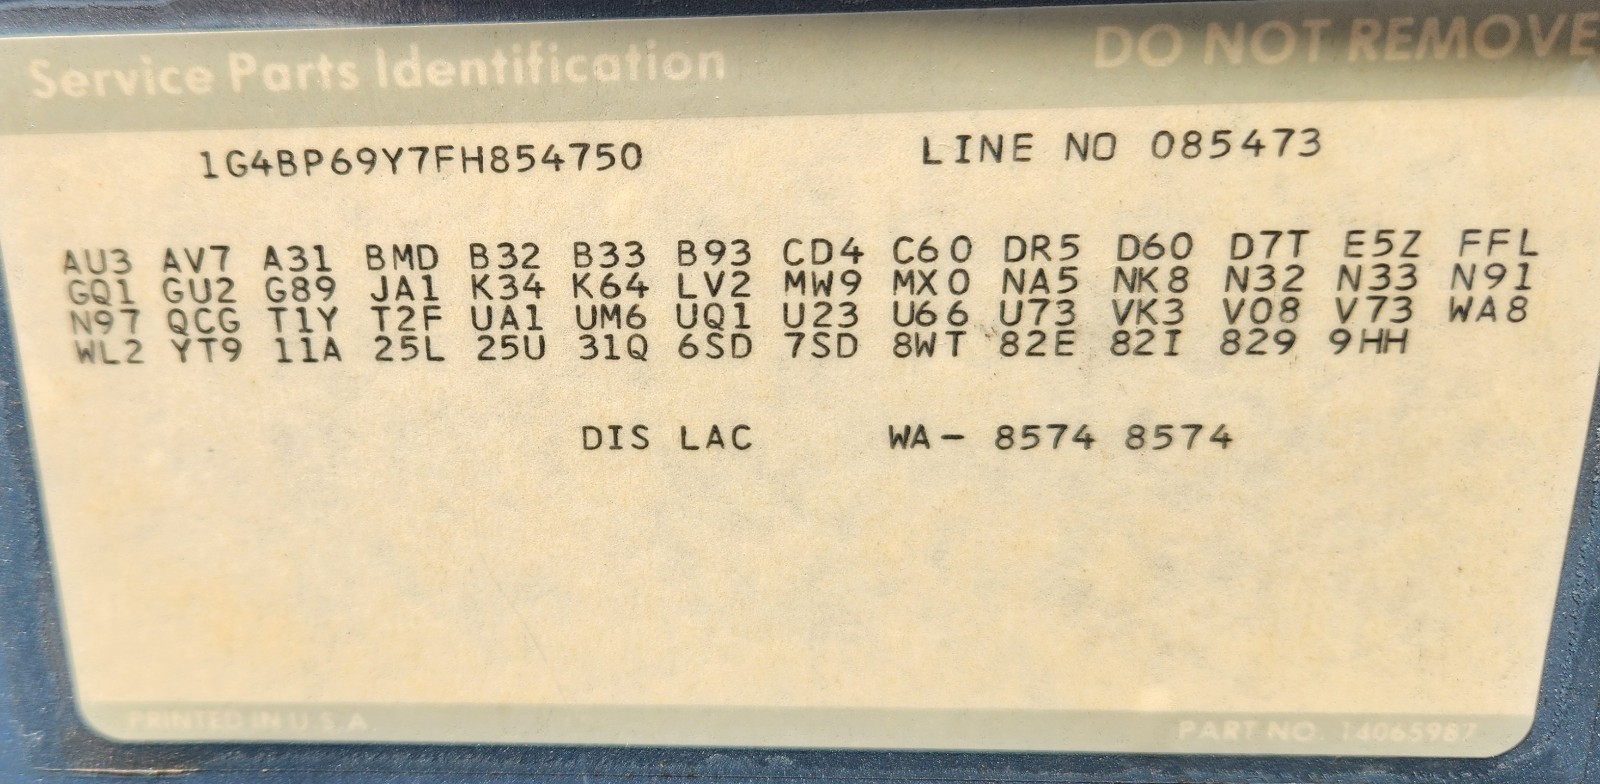 Service Parts Identification DO NOT REMOVE
1G4BP69Y7FH854750 LINE NO 085473
AU3 AV7 A31 BMD B32 B33 B93 CD4 C60 DR5 D60 D7T E5Z FFL
GQ1 GU2 G89 JA1 K34 K64 LV2 MW9 MX0 NA5 NK8 N32 N33 N91
N97 QCG T1Y T2F UA1 UM6 UQ1 U23 U66 U73 VK3 V08 V73 WA8
WL2 YT9 11A 25L 25U 31Q 6SD 7SD 8WT 82E 82I 829 9HH
DIS LAC WA- 8574 8574
PRINTED IN U.S.A. PART NO. 14065987